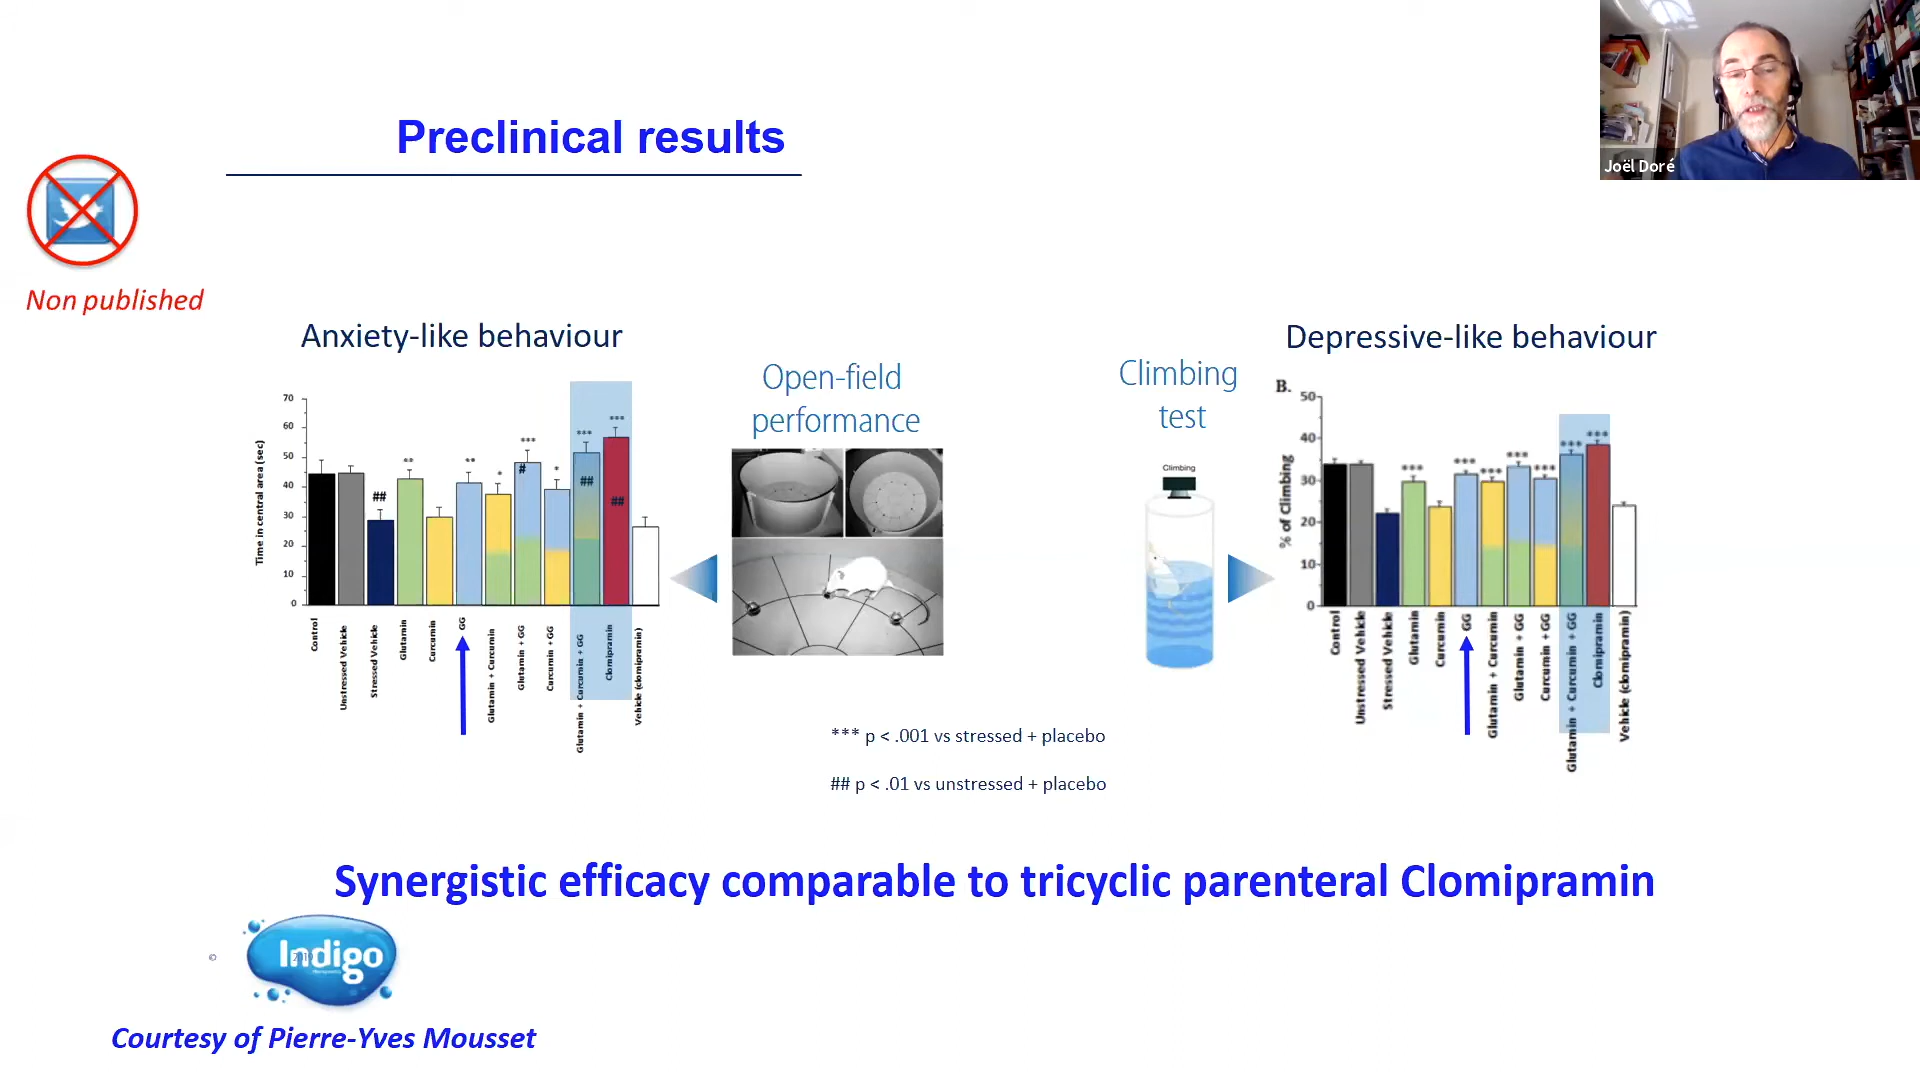 Joël Doré
Preclinical results
Non published
Anxiety-like behaviour
Depressive-like behaviour
Open-field
performance
Climbing
test
Climbing
Time in central area (sec)
70
60
50
40
30
20
10
0
##
**
**
*
***
#
*
***
##
***
##
Control
Unstressed Vehicle
Stressed Vehicle
Glutamin
Curcumin
GG
Glutamin + Curcumin
Glutamin + GG
Curcumin + GG
Glutamin + Curcumin + GG
Clomipramin
Vehicle (clomipramin)
B.
% of Climbing
50
40
30
20
10
0
***
***
***
***
***
***
***
Control
Unstressed Vehicle
Stressed Vehicle
Glutamin
Curcumin
GG
Glutamin + Curcumin
Glutamin + GG
Curcumin + GG
Glutamin + Curcumin + GG
Clomipramin
Vehicle (clomipramin)
*** p < .001 vs stressed + placebo
## p < .01 vs unstressed + placebo
Synergistic efficacy comparable to tricyclic parenteral Clomipramin
©
Indigo
Courtesy of Pierre-Yves Mousset